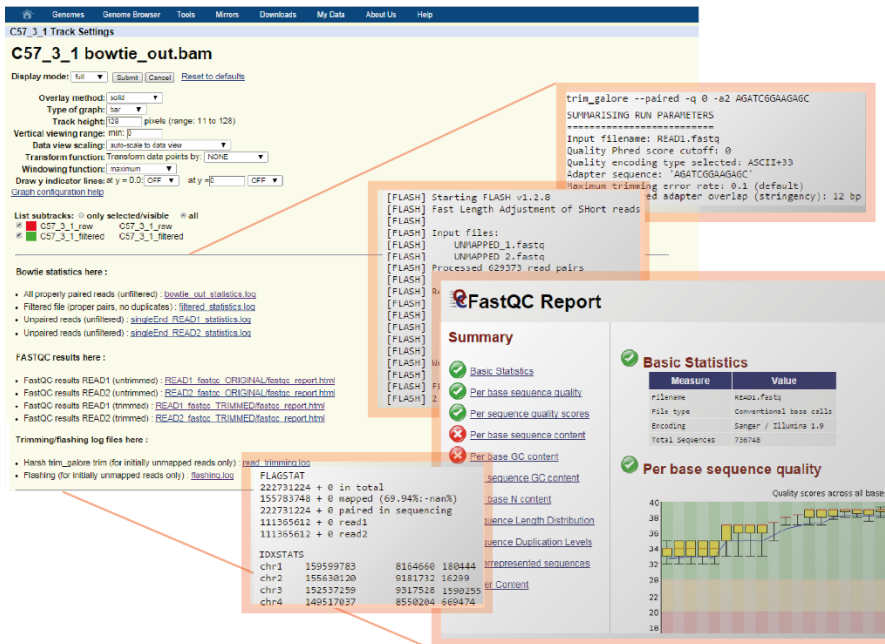 Genomes Genome Browser Tools Mirrors Downloads My Data About Us Help
C57_3_1 Track Settings
C57_3_1 bowtie_out.bam
Display mode: full Submit Cancel Reset to defaults
Overlay method: solid
Type of graph: bar
Track height: 128 pixels (range: 11 to 128)
Vertical viewing range: min: 0
Data view scaling: auto-scale to data view
Transform function: Transform data points by: NONE
Windowing function: maximum
Draw y indicator lines: at y = 0.0: OFF at y = 0 OFF
Graph configuration help
List subtracks: only selected/visible all
C57_3_1_raw C57_3_1_raw
C57_3_1_filtered C57_3_1_filtered
Bowtie statistics here :
All properly paired reads (unfiltered) : bowtie_out_statistics.log
Filtered file (proper pairs, no duplicates) : filtered_statistics.log
Unpaired reads (unfiltered) : singleEnd_READ1_statistics.log
Unpaired reads (unfiltered) : singleEnd_READ2_statistics.log
FASTQC results here :
FastQC results READ1 (untrimmed) : READ1_fastqc_ORIGINAL/fastqc_report.html
FastQC results READ2 (untrimmed) : READ2_fastqc_ORIGINAL/fastqc_report.html
FastQC results READ1 (trimmed) : READ1_fastqc_TRIMMED/fastqc_report.html
FastQC results READ2 (trimmed) : READ2_fastqc_TRIMMED/fastqc_report.html
Trimming/flashing log files here :
Harsh trim_galore trim (for initially unmapped reads only) : read_trimming.log
Flashing (for initially unmapped reads only) : flashing.log
trim_galore --paired -q 0 -a2 AGATCGGAAGAGC
SUMMARISING RUN PARAMETERS
==========================
Input filename: READ1.fastq
Quality Phred score cutoff: 0
Quality encoding type selected: ASCII+33
Adapter sequence: 'AGATCGGAAGAGC'
Maximum trimming error rate: 0.1 (default)
ed adapter overlap (stringency): 12 bp
[FLASH] Starting FLASH v1.2.8
[FLASH] Fast Length Adjustment of SHort reads
[FLASH]
[FLASH] Input files:
[FLASH] UNMAPPED_1.fastq
[FLASH] UNMAPPED_2.fastq
[FLASH] Processed 629373 read pairs
[FLASH]
[FLASH]
[FLASH]
[FLASH]
[FLASH]
[FLASH]
[FLASH]
[FLASH]
[FLASH]
[FLASH]
FastQC Report
Summary
Basic Statistics
Per base sequence quality
Per sequence quality scores
Per base sequence content
Per base GC content
sequence GC content
base N content
quence Length Distribution
quence Duplication Levels
errepresented sequences
er Content
Basic Statistics
Measure Value
Filename READ1.fastq
File type Conventional base calls
Encoding Sanger / Illumina 1.9
Total Sequences 736748
Per base sequence quality
Quality scores across all base
40
38
36
34
32
28
22
20
18
FLAGSTAT
222731224 + 0 in total
155783748 + 0 mapped (69.94%:-nan%)
222731224 + 0 paired in sequencing
111365612 + 0 read1
111365612 + 0 read2
IDXSTATS
chr1 159599783 8164660 180444
chr2 155630120 9181732 16299
chr3 152537259 9317528 1590255
chr4 149517037 8550204 669474